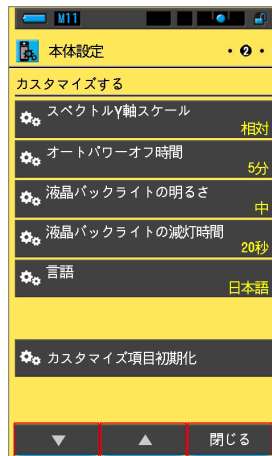 M11
本体設定
・❷・
カスタマイズする
スペクトルY軸スケール
相対
オートパワーオフ時間
5分
液晶バックライトの明るさ
中
液晶バックライトの減灯時間
20秒
言語
日本語
カスタマイズ項目初期化
▼ ▲ 閉じる